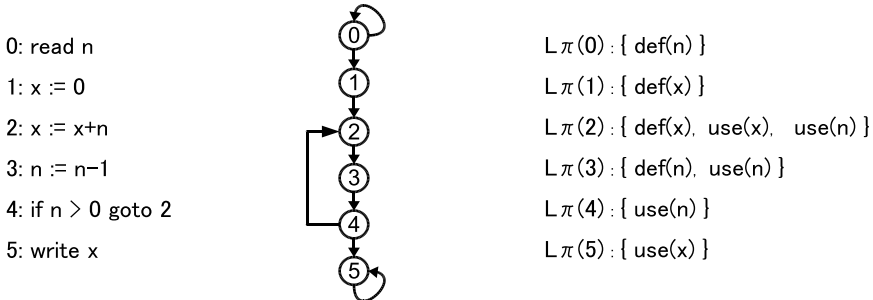 0: read n
1: x := 0
2: x := x+n
3: n := n-1
4: if n > 0 goto 2
5: write x
0
1
2
3
4
5
Lπ(0):{ def(n) }
Lπ(1):{ def(x) }
Lπ(2):{ def(x), use(x), use(n) }
Lπ(3):{ def(n), use(n) }
Lπ(4):{ use(n) }
Lπ(5):{ use(x) }